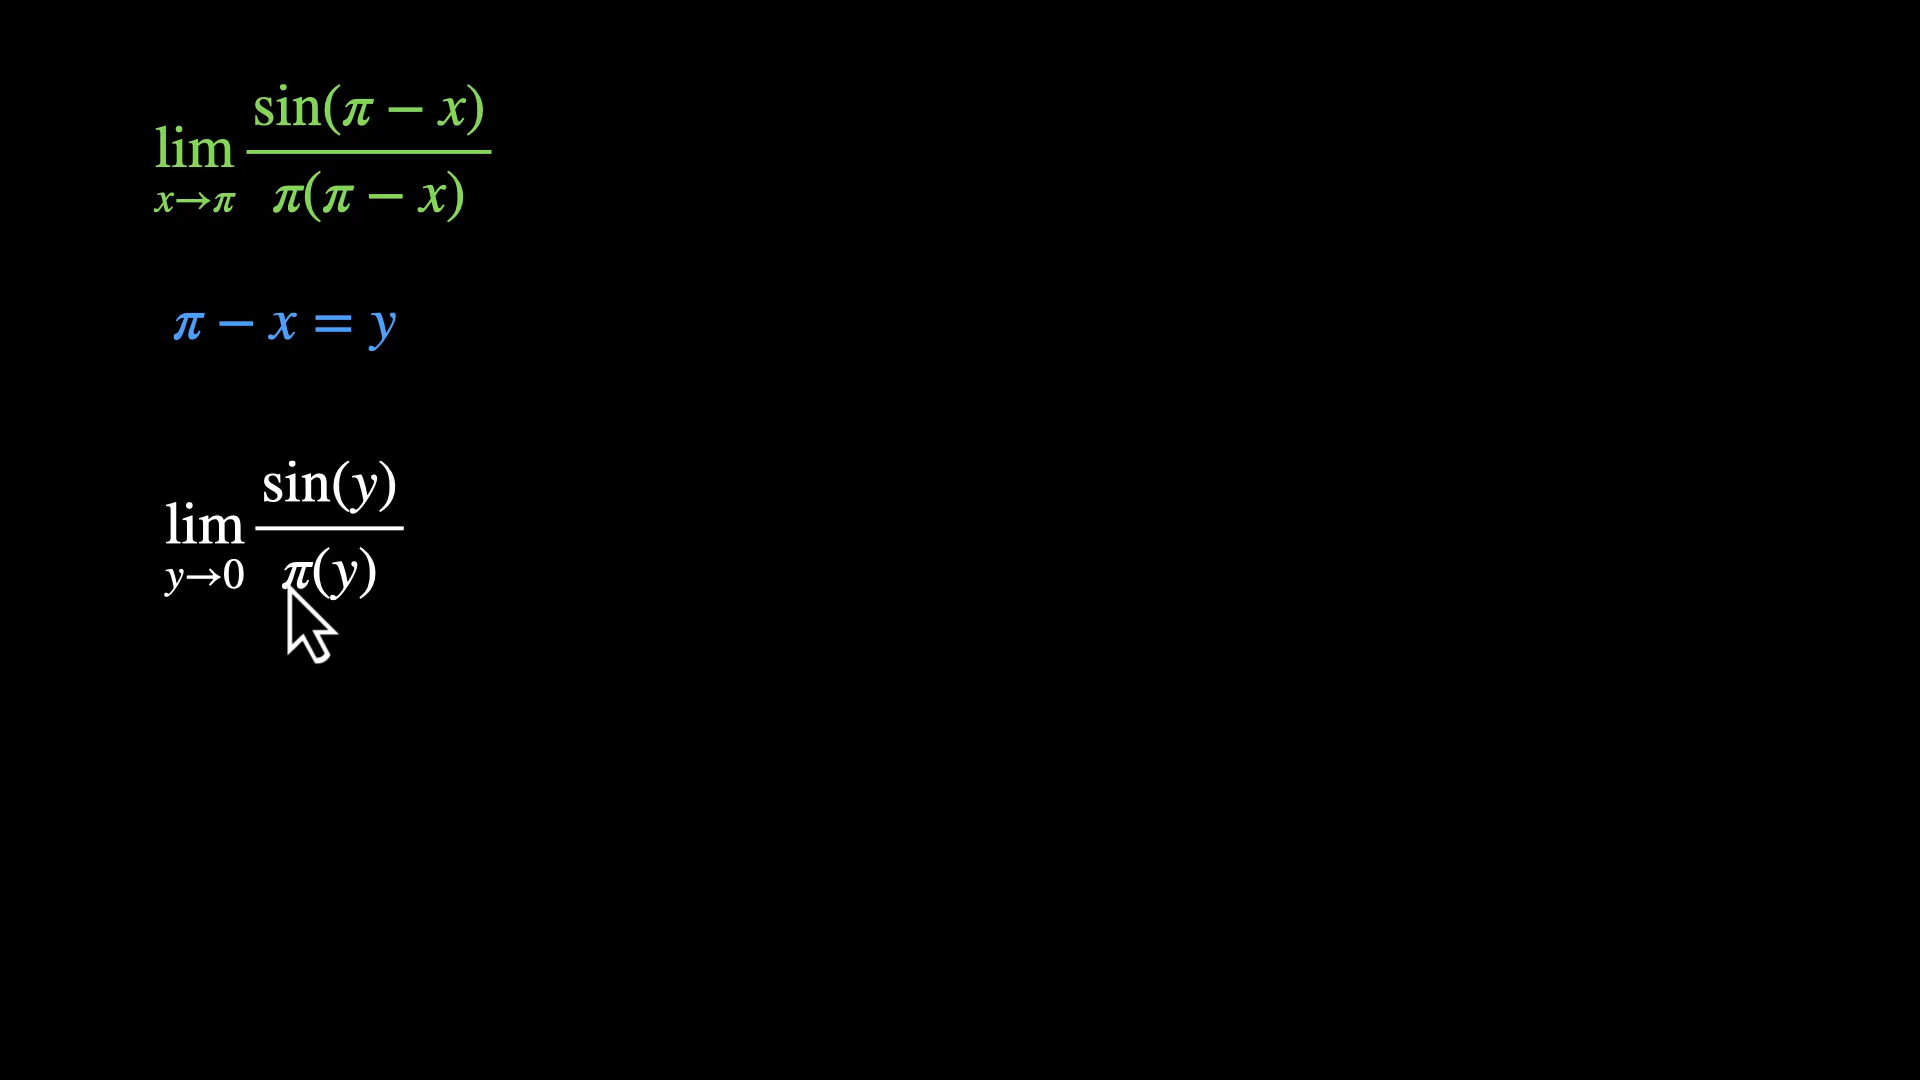 lim x→π sin(π − x) / π(π − x)
π − x = y
lim y→0 sin(y) / π(y)